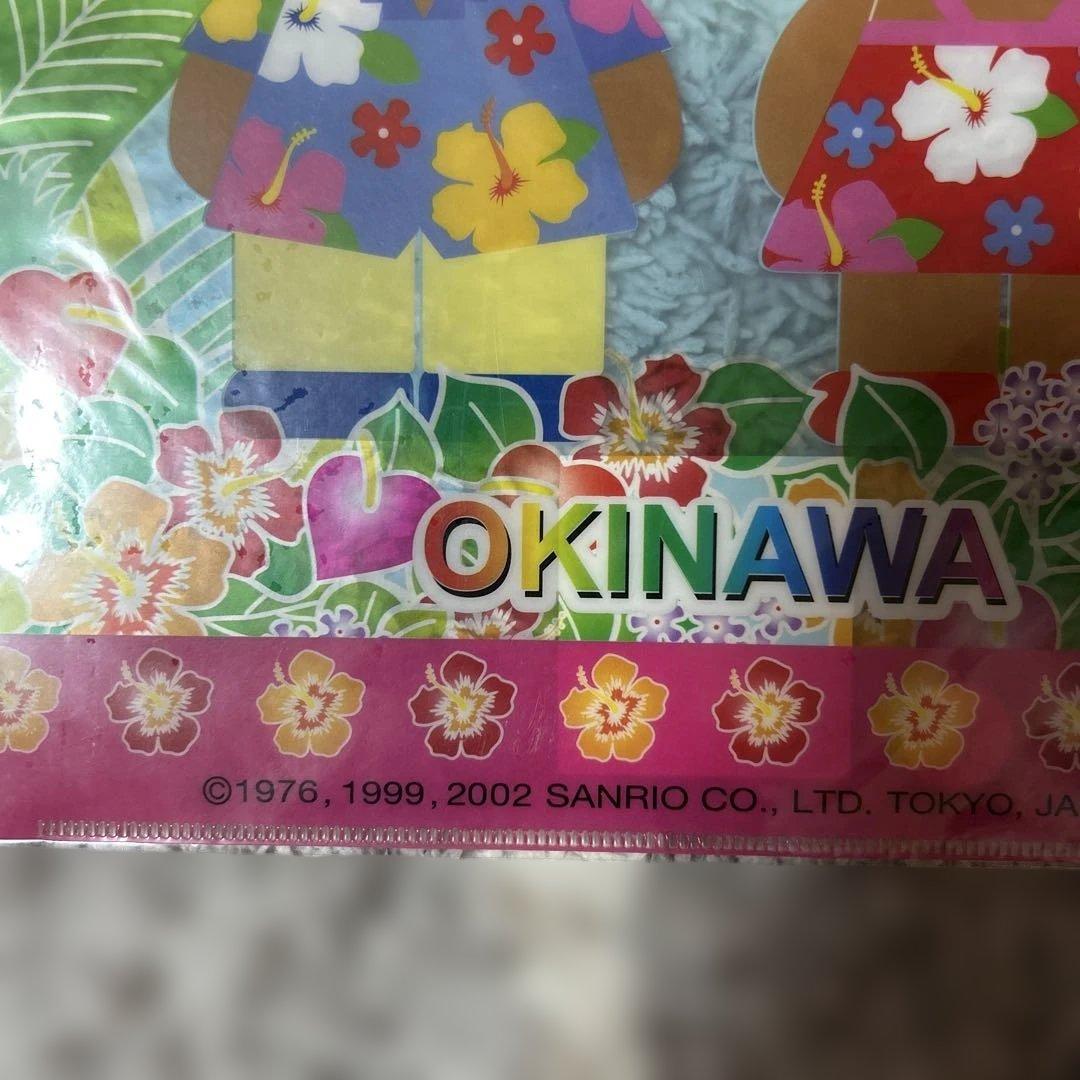 OKINAWA
©1976, 1999, 2002 SANRIO CO., LTD. TOKYO, JA